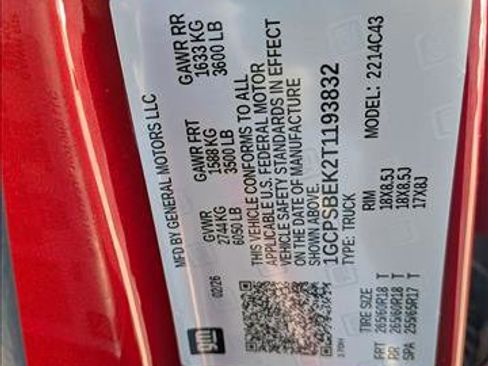 gm
MFD BY GENERAL MOTORS LLC
02/26
GVWR
2744 KG
6050 LB
GAWR FRT
1588 KG
3500 LB
GAWR RR
1633 KG
3600 LB
THIS VEHICLE CONFORMS TO ALL
APPLICABLE U.S. FEDERAL MOTOR
VEHICLE SAFETY STANDARDS IN EFFECT
ON THE DATE OF MANUFACTURE
SHOWN ABOVE.
1GCPSBEK2T1193832
TYPE: TRUCK
MODEL: 2214C43
TIRE SIZE RIM
FRT 265/60R18 T 18X8.5J
RR 265/60R18 T 18X8.5J
SPA 255/65R17 T 17X8J